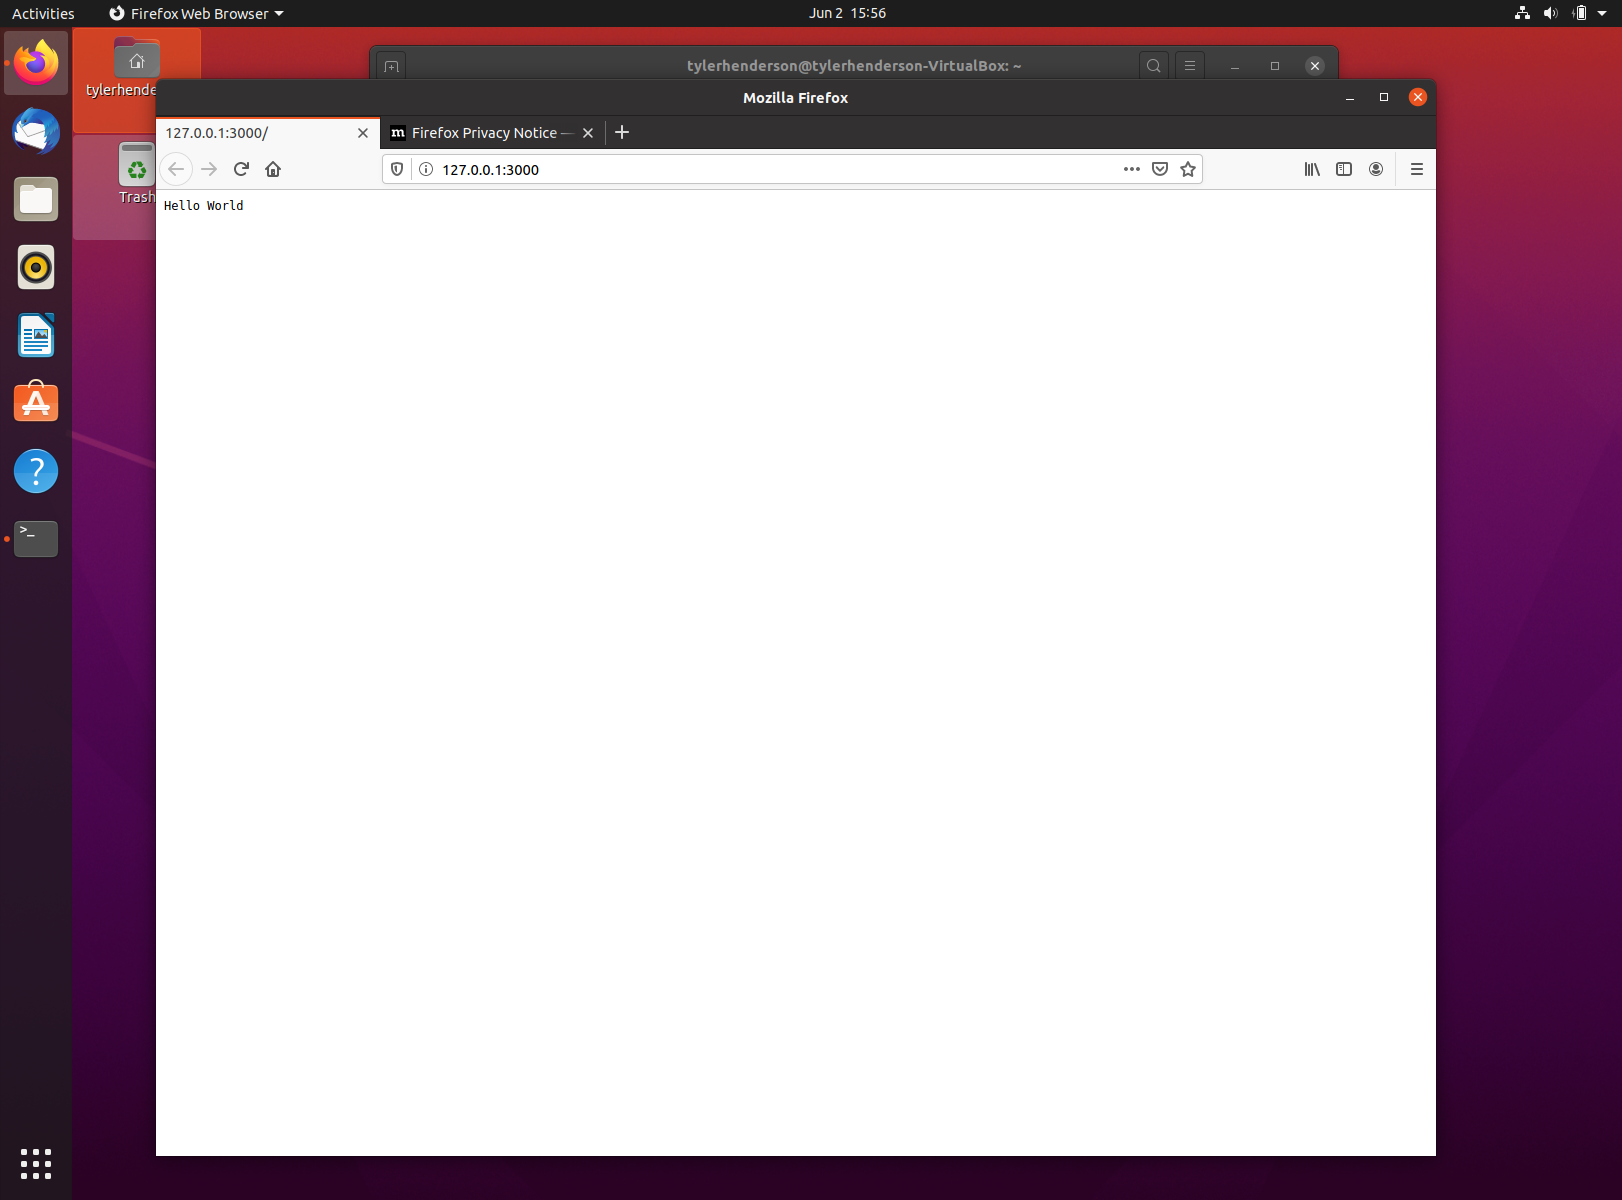 Activities
Firefox Web Browser
Jun 2 15:56
tylerhende
Trash
tylerhenderson@tylerhenderson-VirtualBox: ~
Mozilla Firefox
127.0.0.1:3000/
m Firefox Privacy Notice —
127.0.0.1:3000
Hello World